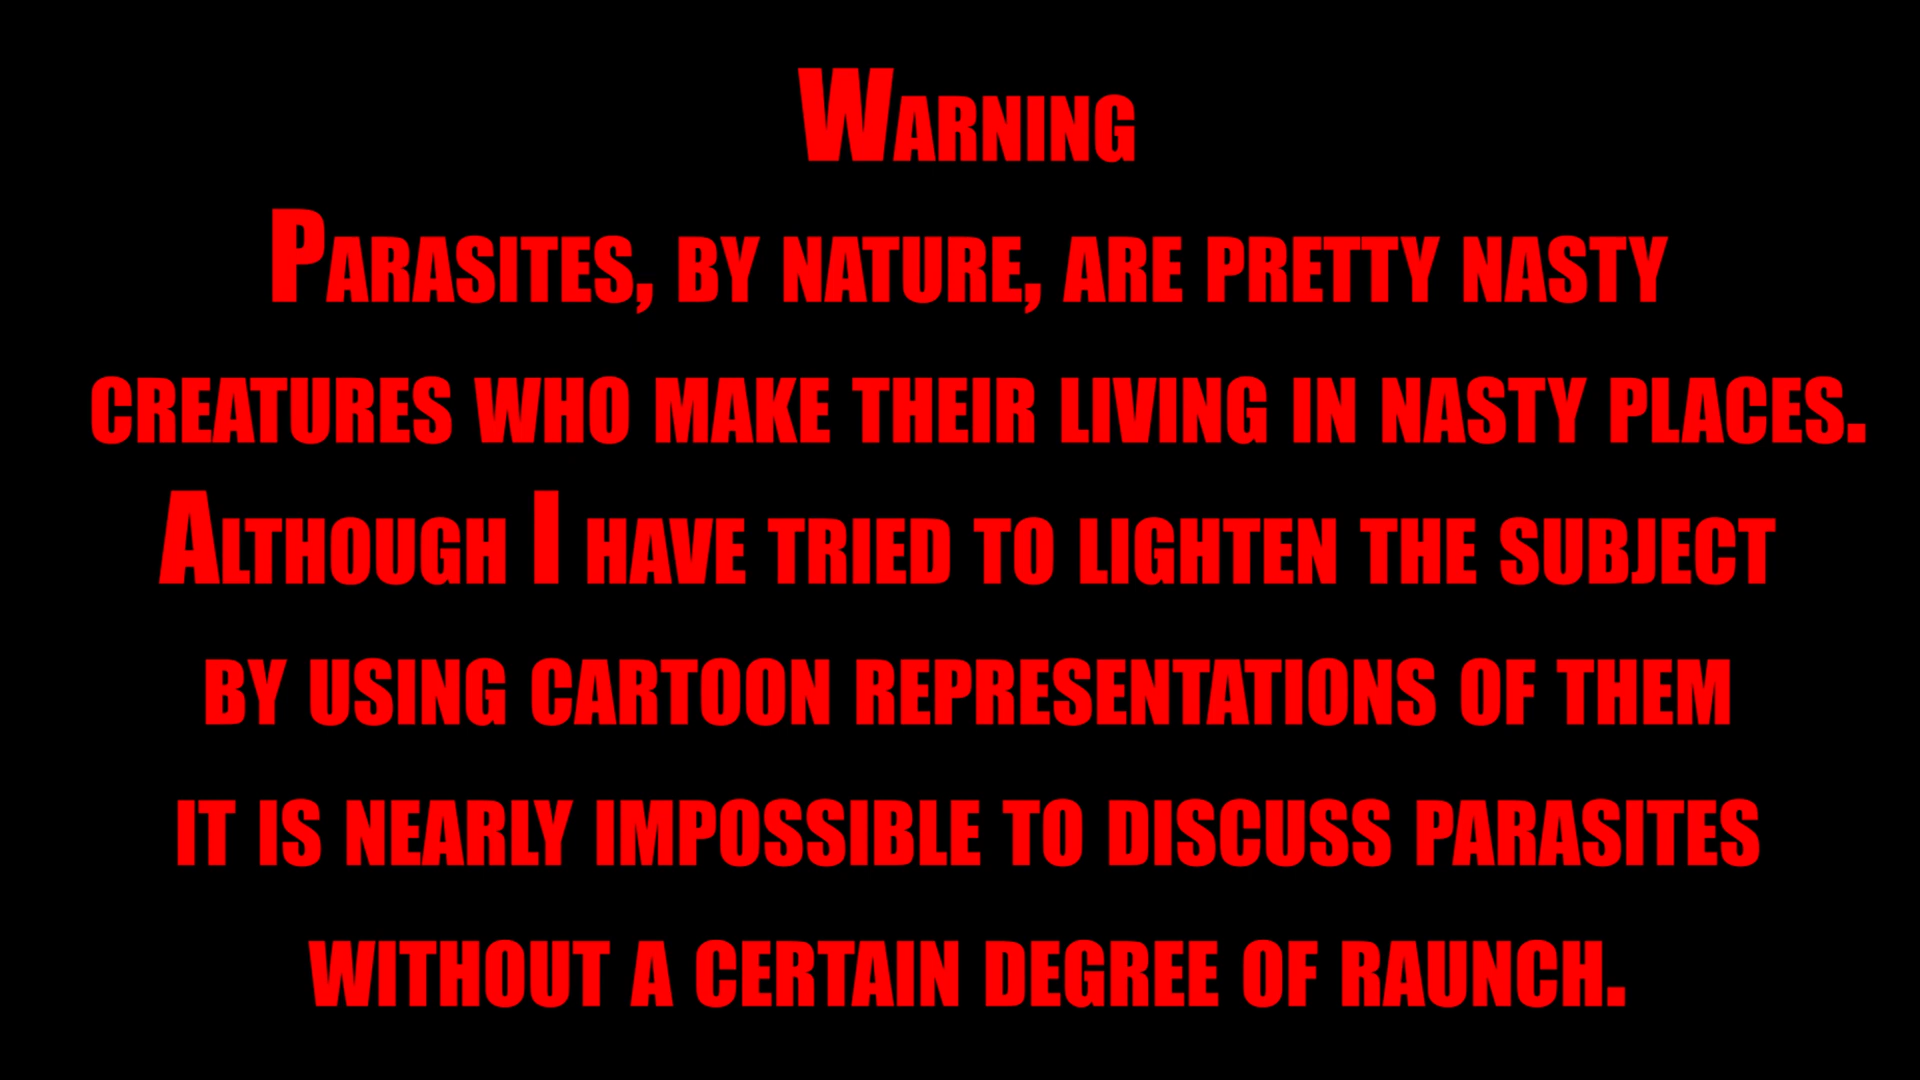 Warning
Parasites, by nature, are pretty nasty
creatures who make their living in nasty places.
Although I have tried to lighten the subject
by using cartoon representations of them
it is nearly impossible to discuss parasites
without a certain degree of raunch.